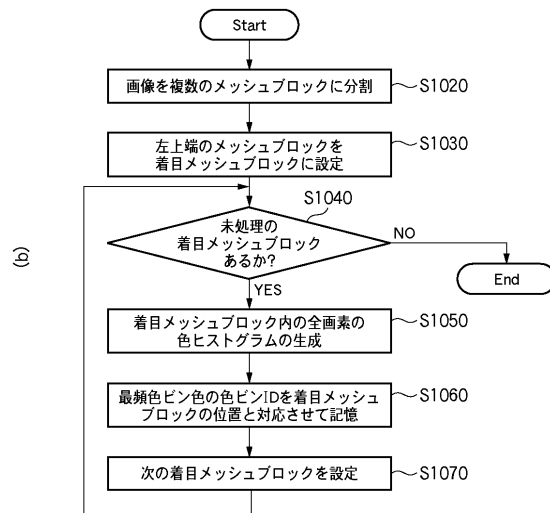 Start
画像を複数のメッシュブロックに分割
S1020
左上端のメッシュブロックを
着目メッシュブロックに設定
S1030
S1040
未処理の
着目メッシュブロック
あるか?
NO
End
YES
(b)
着目メッシュブロック内の全画素の
色ヒストグラムの生成
S1050
最頻色ビン色の色ビンIDを着目メッシュ
ブロックの位置と対応させて記憶
S1060
次の着目メッシュブロックを設定
S1070